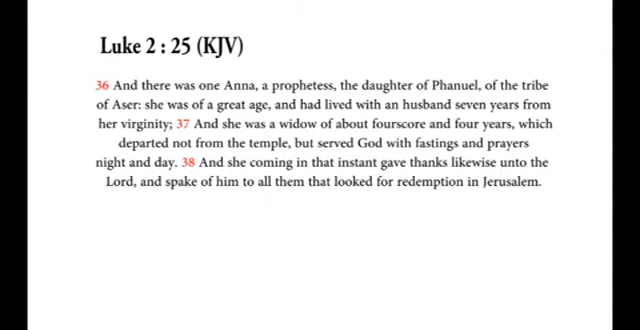 Luke 2 : 25 (KJV)
36 And there was one Anna, a prophetess, the daughter of Phanuel, of the tribe
of Aser: she was of a great age, and had lived with an husband seven years from
her virginity; 37 And she was a widow of about fourscore and four years, which
departed not from the temple, but served God with fastings and prayers
night and day. 38 And she coming in that instant gave thanks likewise unto the
Lord, and spake of him to all them that looked for redemption in Jerusalem.